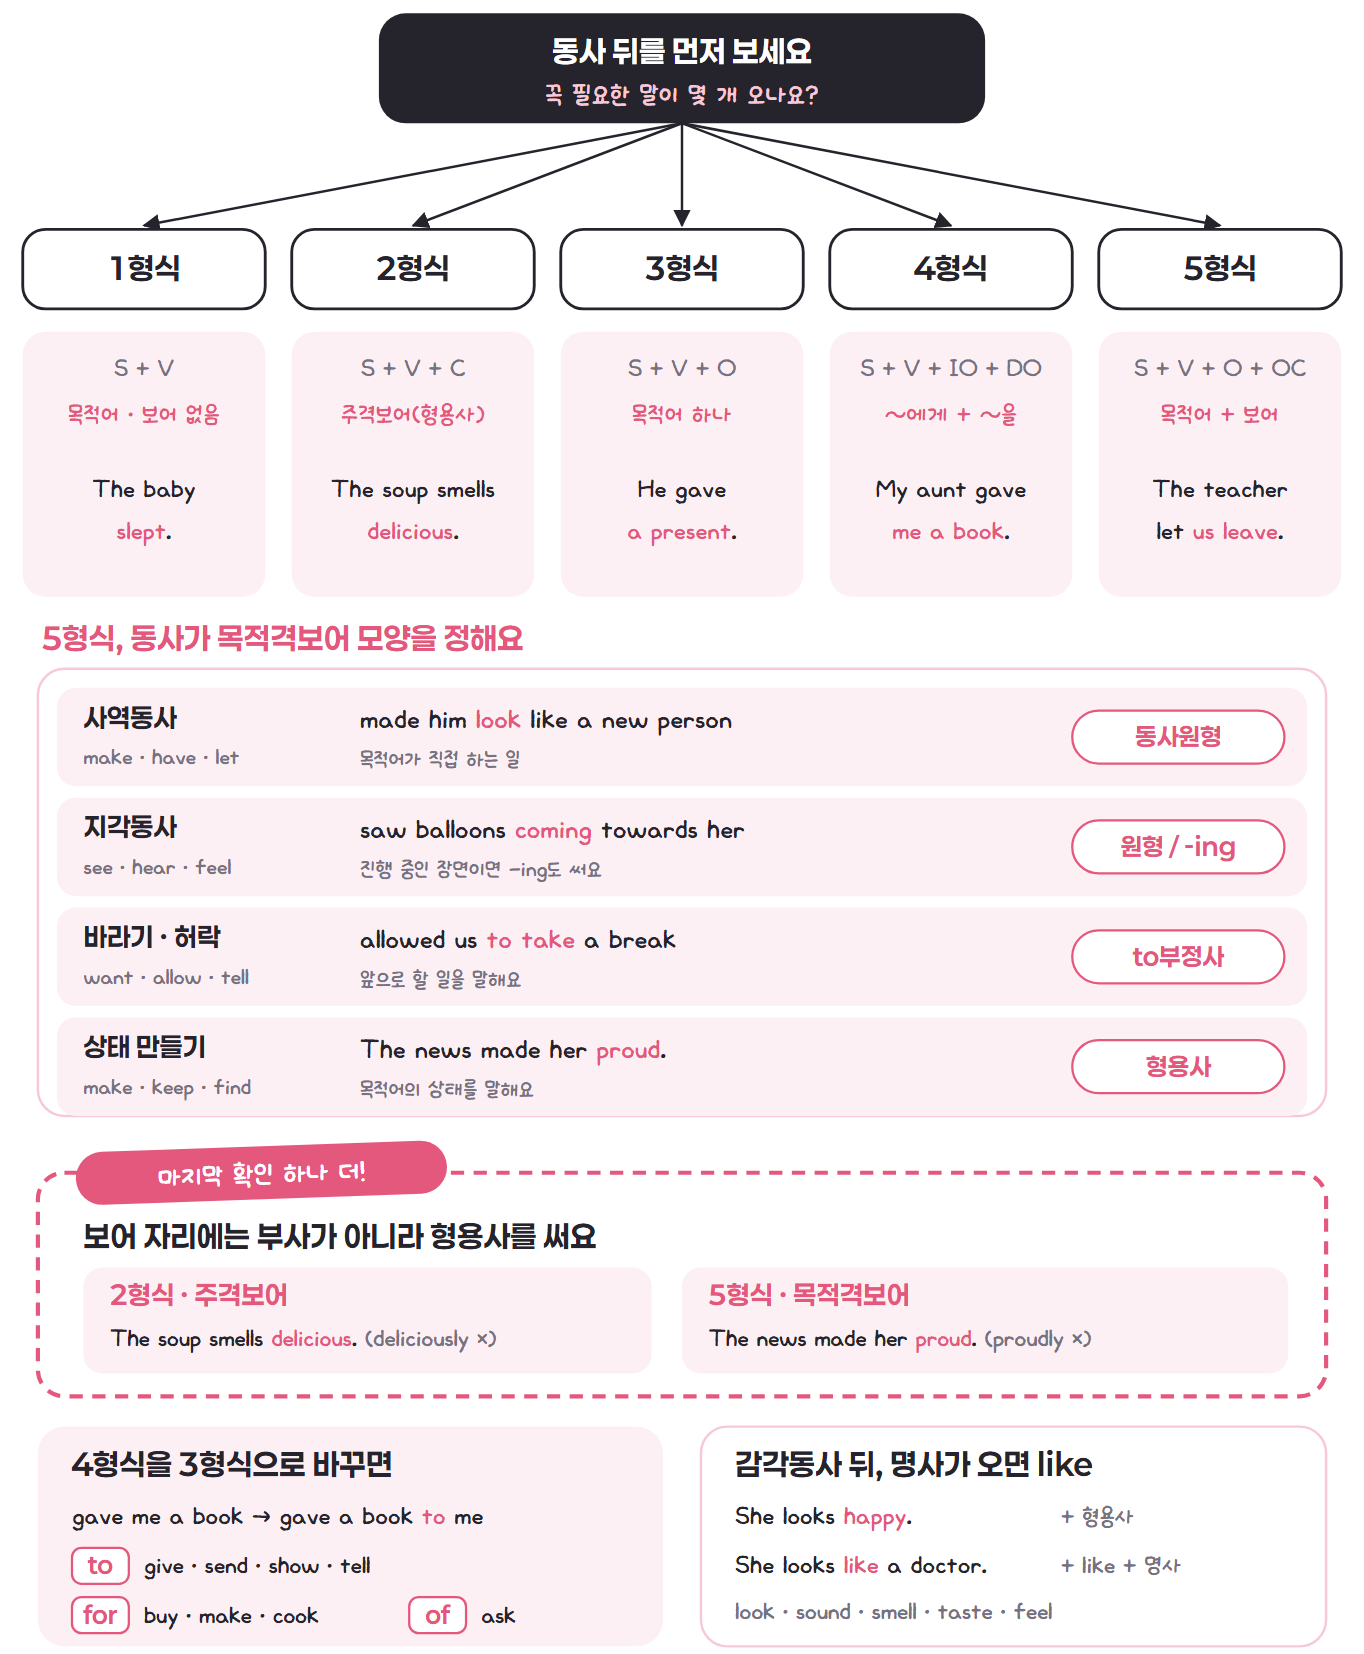 동사 뒤를 먼저 보세요
꼭 필요한 말이 몇 개 오나요?
1형식
2형식
3형식
4형식
5형식
S + V
목적어 · 보어 없음
The baby
slept.
S + V + C
주격보어(형용사)
The soup smells
delicious.
S + V + O
목적어 하나
He gave
a present.
S + V + IO + DO
~에게 + ~을
My aunt gave
me a book.
S + V + O + OC
목적어 + 보어
The teacher
let us leave.
5형식, 동사가 목적격보어 모양을 정해요
사역동사
make · have · let
made him look like a new person
목적어가 직접 하는 일
동사원형
지각동사
see · hear · feel
saw balloons coming towards her
진행 중인 장면이면 -ing도 써요
원형 / -ing
바라기 · 허락
want · allow · tell
allowed us to take a break
앞으로 할 일을 말해요
to부정사
상태 만들기
make · keep · find
The news made her proud.
목적어의 상태를 말해요
형용사
마지막 확인 하나 더!
보어 자리에는 부사가 아니라 형용사를 써요
2형식 · 주격보어
The soup smells delicious. (deliciously ×)
5형식 · 목적격보어
The news made her proud. (proudly ×)
4형식을 3형식으로 바꾸면
gave me a book → gave a book to me
to give · send · show · tell
for buy · make · cook of ask
감각동사 뒤, 명사가 오면 like
She looks happy. + 형용사
She looks like a doctor. + like + 명사
look · sound · smell · taste · feel